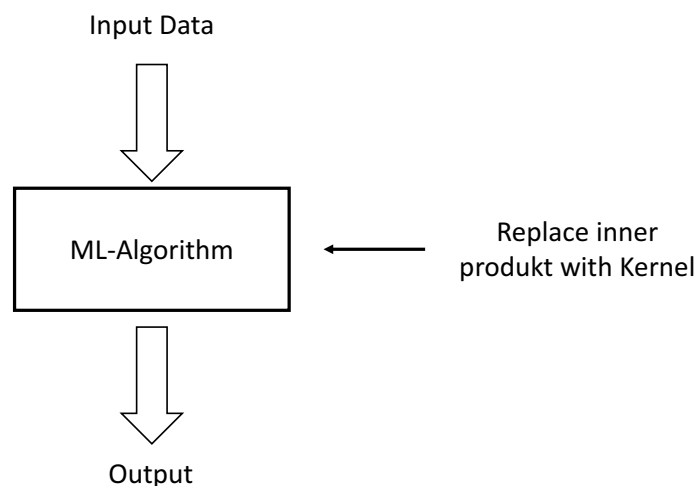 Input Data
ML-Algorithm
Replace inner
produkt with Kernel
Output